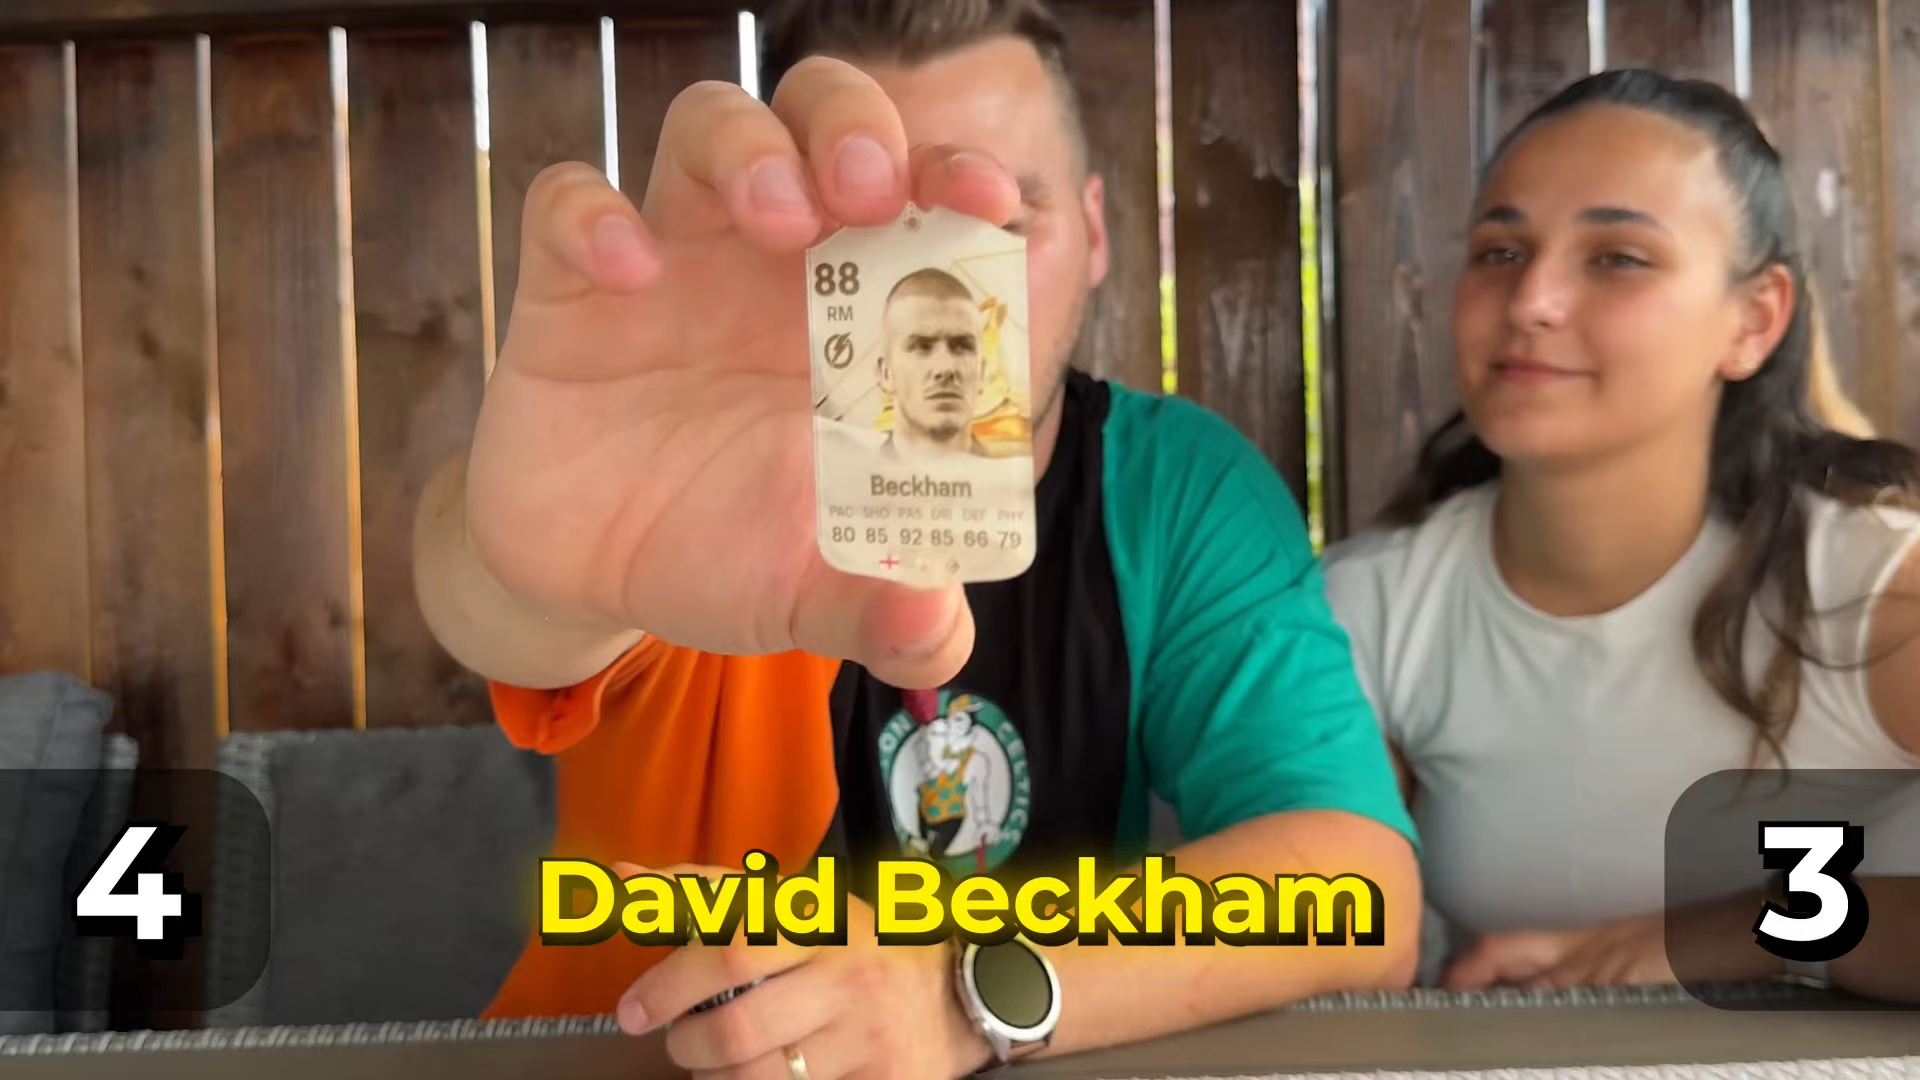 88
RM
Beckham
PAC SHO PAS DRI DEF PHY
80 85 92 85 66 79
CELTICS
4
David Beckham
3